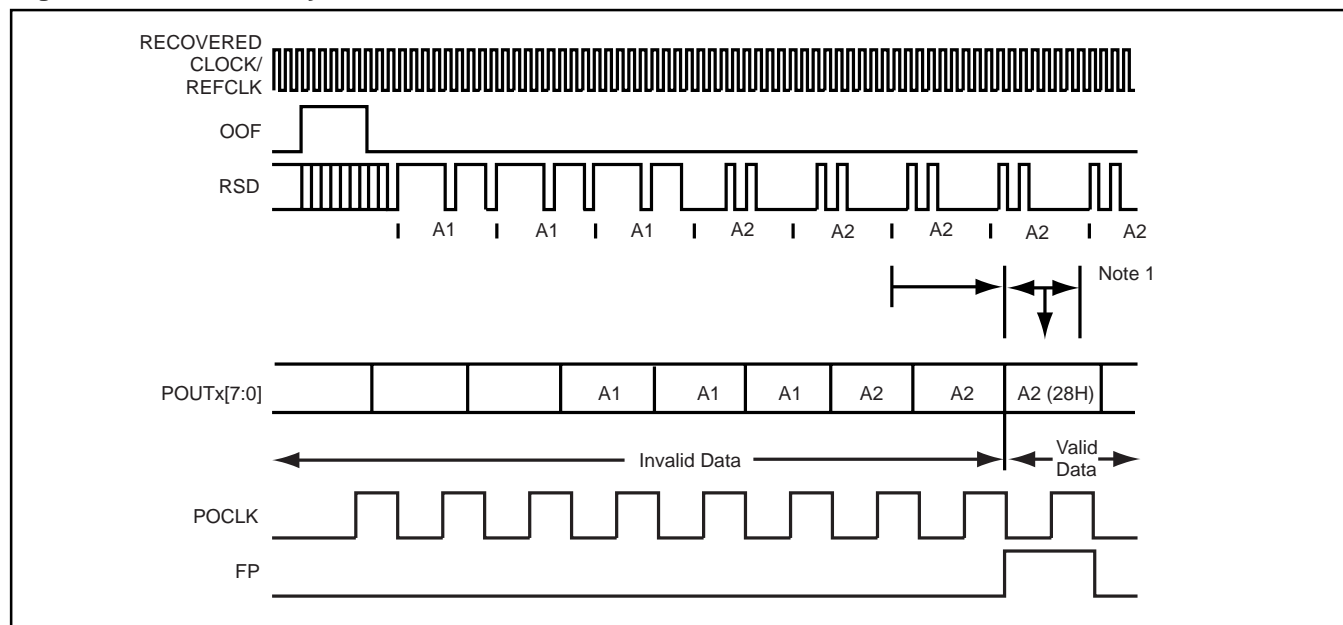 RECOVERED
CLOCK/
REFCLK
OOF
RSD
A1 A1 A1 A2 A2 A2 A2 A2
Note 1
POUTx[7:0] A1 A1 A1 A2 A2 A2 (28H)
Invalid Data
Valid
Data
POCLK
FP